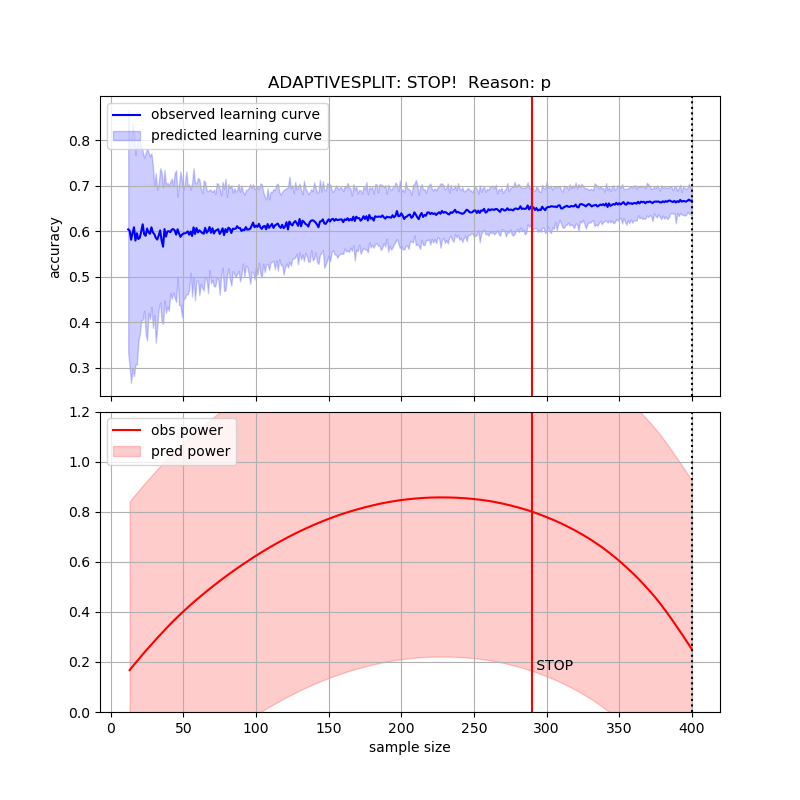 ADAPTIVESPLIT: STOP!  Reason: p
observed learning curve
predicted learning curve
accuracy
0.8
0.7
0.6
0.5
0.4
0.3
obs power
pred power
1.2
1.0
0.8
0.6
0.4
0.2
0.0
STOP
0 50 100 150 200 250 300 350 400
sample size